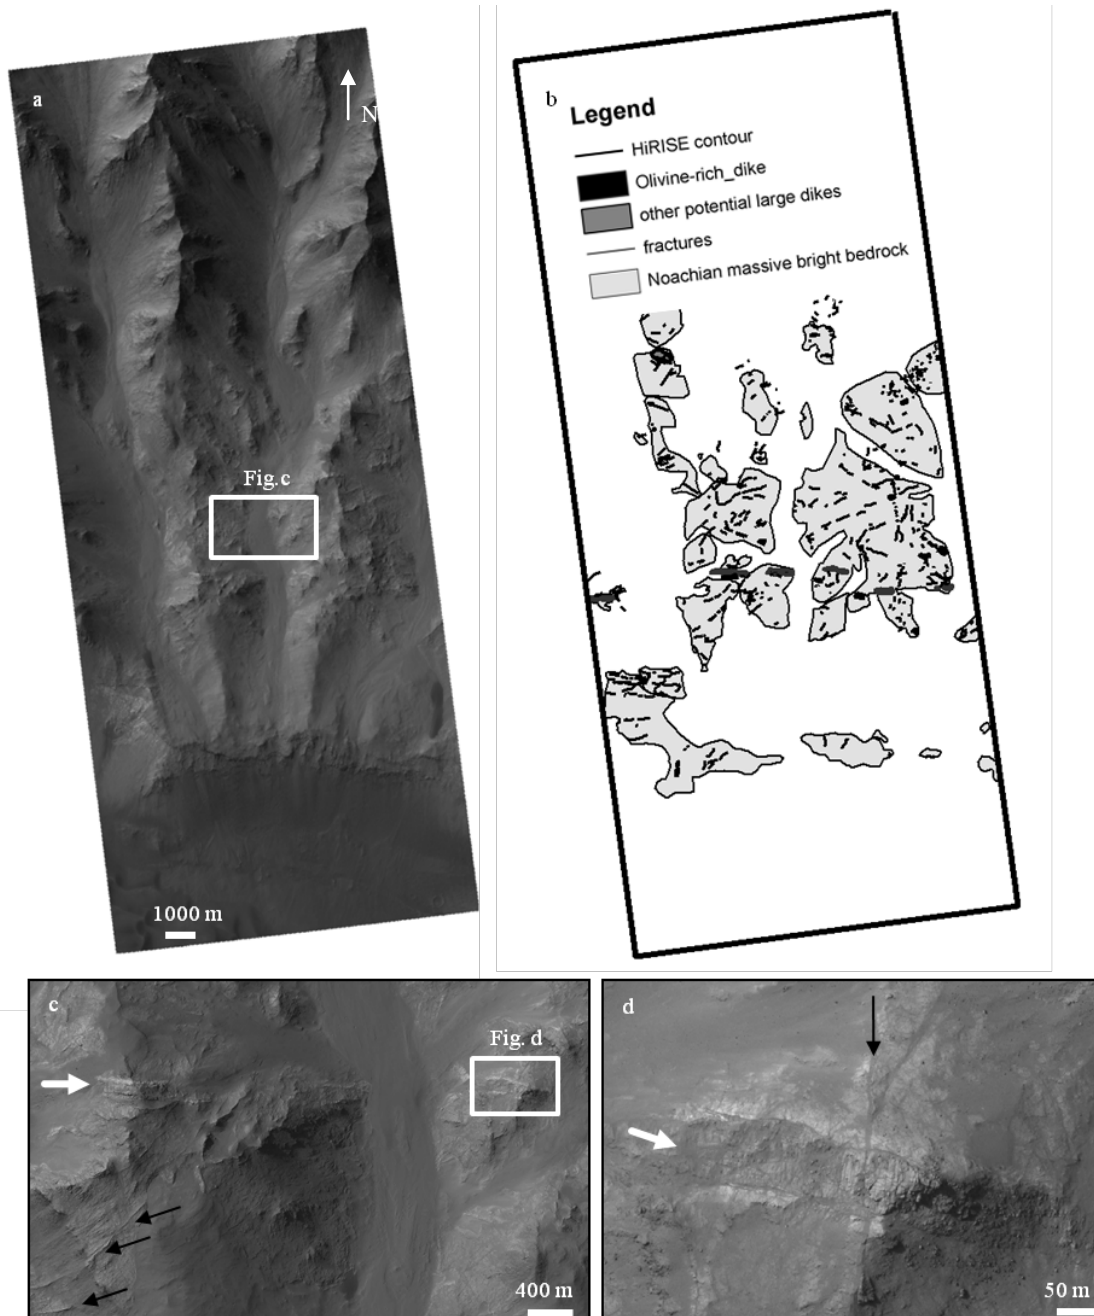 a
N
Fig.c
1000 m
b
Legend
HiRISE contour
Olivine-rich_dike
other potential large dikes
fractures
Noachian massive bright bedrock
c
Fig. d
400 m
d
50 m